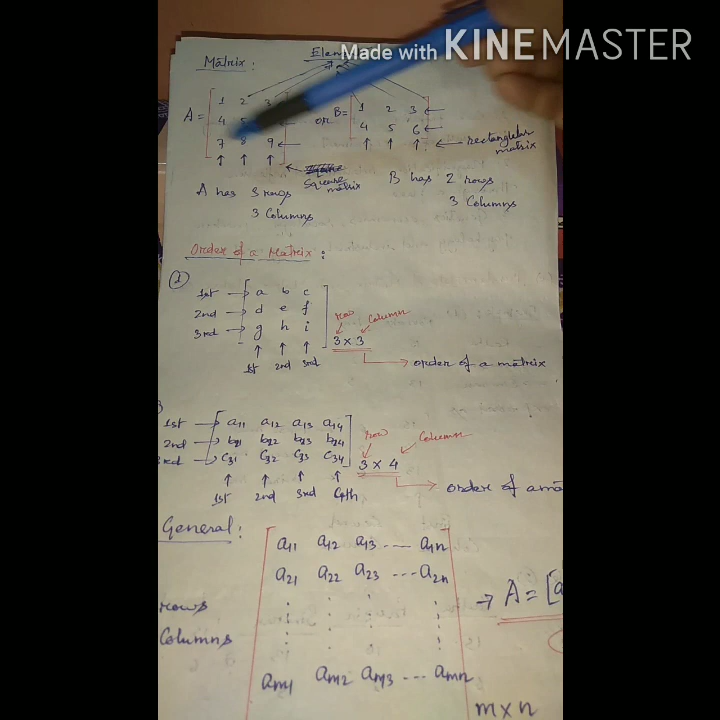 Made with KINEMASTER
Matrix:
A = [ 1 2 3
4 5
7 8 9 ]
or B = [ 1 2 3
4 5 6 ]
Square matrix
rectangular matrix
A has 3 rows
3 Columns
B has 2 rows
3 Columns
Order of a Matrix:
1
1st → a b c
2nd → d e f
3rd → g h i
↑ ↑ ↑
1st 2nd 3rd
row column
3 × 3
→ order of a matrix
1st → a11 a12 a13 a14
2nd → b21 b22 b23 b24
3rd → c31 c32 c33 c34
↑ ↑ ↑ ↑
1st 2nd 3rd 4th
row Column
3 × 4
→ order of a ma
General:
a11 a12 a13 ---- a1n
a21 a22 a23 --- a2n
rows
Columns
am1 am2 am3 --- amn
→ A = [a
m×n